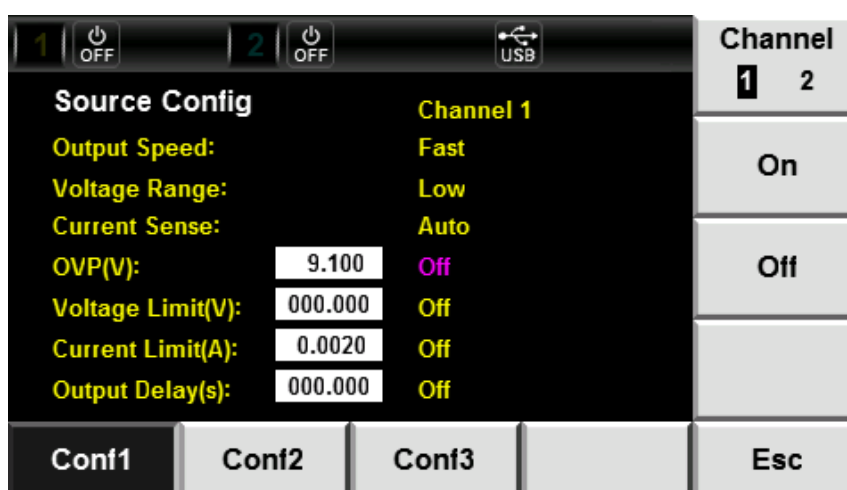 1 OFF 2 OFF USB
Channel
1 2
Source Config Channel 1
Output Speed: Fast
Voltage Range: Low
Current Sense: Auto
OVP(V): 9.100 Off
Voltage Limit(V): 000.000 Off
Current Limit(A): 0.0020 Off
Output Delay(s): 000.000 Off
On
Off
Conf1 Conf2 Conf3 Esc